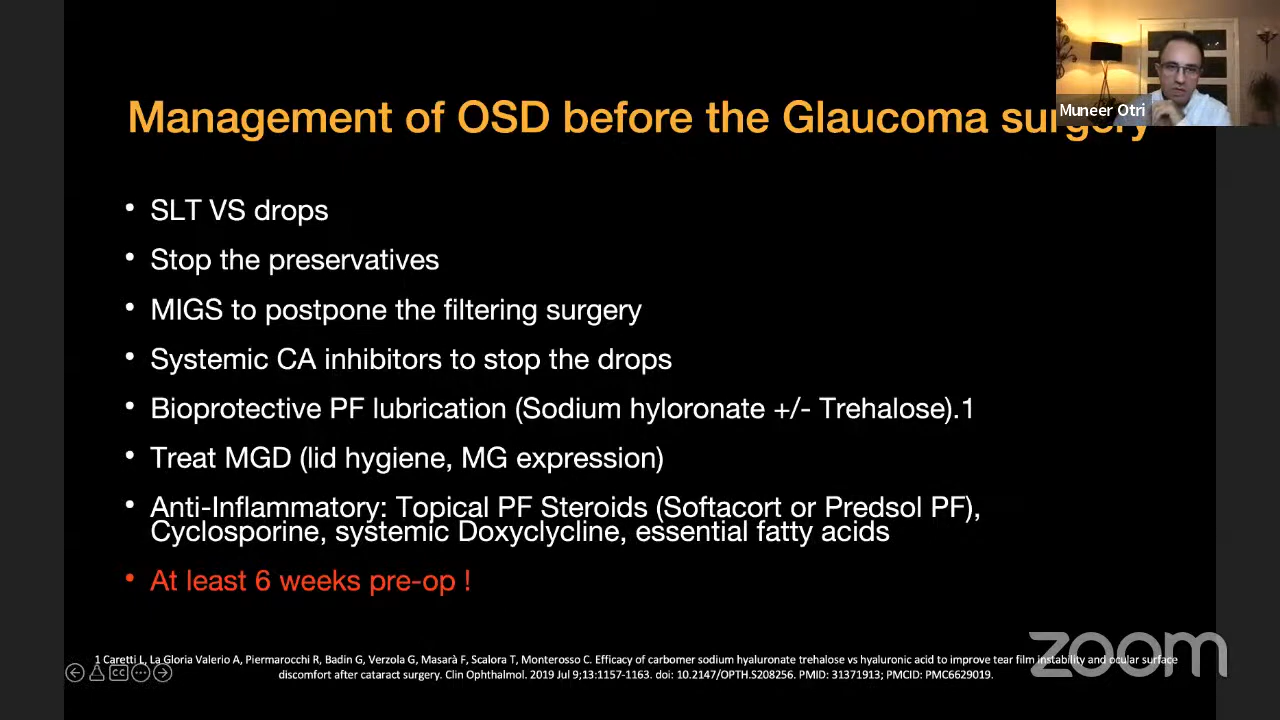 Management of OSD before the Glaucoma surgery
Muneer Otri
• SLT VS drops
• Stop the preservatives
• MIGS to postpone the filtering surgery
• Systemic CA inhibitors to stop the drops
• Bioprotective PF lubrication (Sodium hyloronate +/- Trehalose).1
• Treat MGD (lid hygiene, MG expression)
• Anti-Inflammatory: Topical PF Steroids (Softacort or Predsol PF),
Cyclosporine, systemic Doxyclycline, essential fatty acids
• At least 6 weeks pre-op !
zoom
1 Caretti L, La Gloria Valerio A, Piermarocchi R, Badin G, Verzola G, Masarà F, Scalora T, Monterosso C. Efficacy of carbomer sodium hyaluronate trehalose vs hyaluronic acid to improve tear film instability and ocular surface
discomfort after cataract surgery. Clin Ophthalmol. 2019 Jul 9;13:1157-1163. doi: 10.2147/OPTH.S208256. PMID: 31371913; PMCID: PMC6629019.
CC